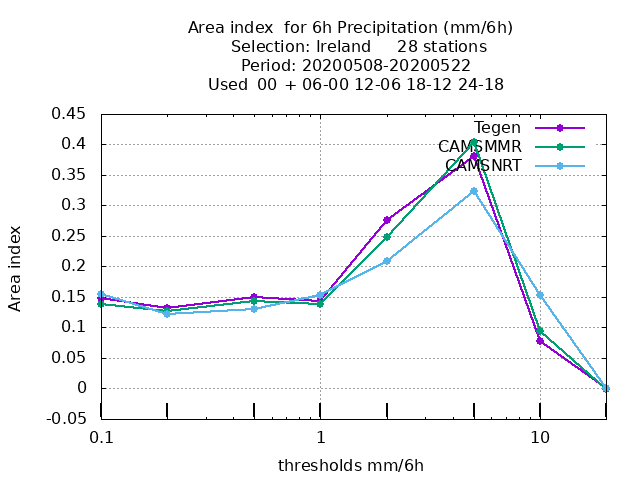 Area index  for 6h Precipitation (mm/6h)
Selection: Ireland     28 stations
Period: 20200508-20200522
Used  00  + 06-00 12-06 18-12 24-18
Tegen
CAMSMMR
CAMSNRT
0.45
0.4
0.35
0.3
0.25
0.2
0.15
0.1
0.05
0
-0.05
Area index
0.1 1 10
thresholds mm/6h